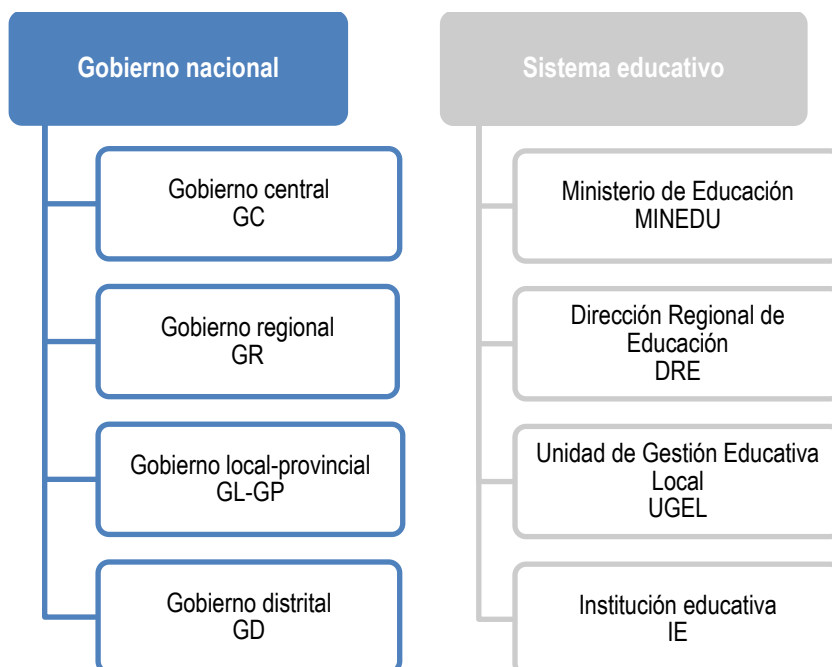 Gobierno nacional
Gobierno central
GC
Gobierno regional
GR
Gobierno local-provincial
GL-GP
Gobierno distrital
GD
Sistema educativo
Ministerio de Educación
MINEDU
Dirección Regional de
Educación
DRE
Unidad de Gestión Educativa
Local
UGEL
Institución educativa
IE